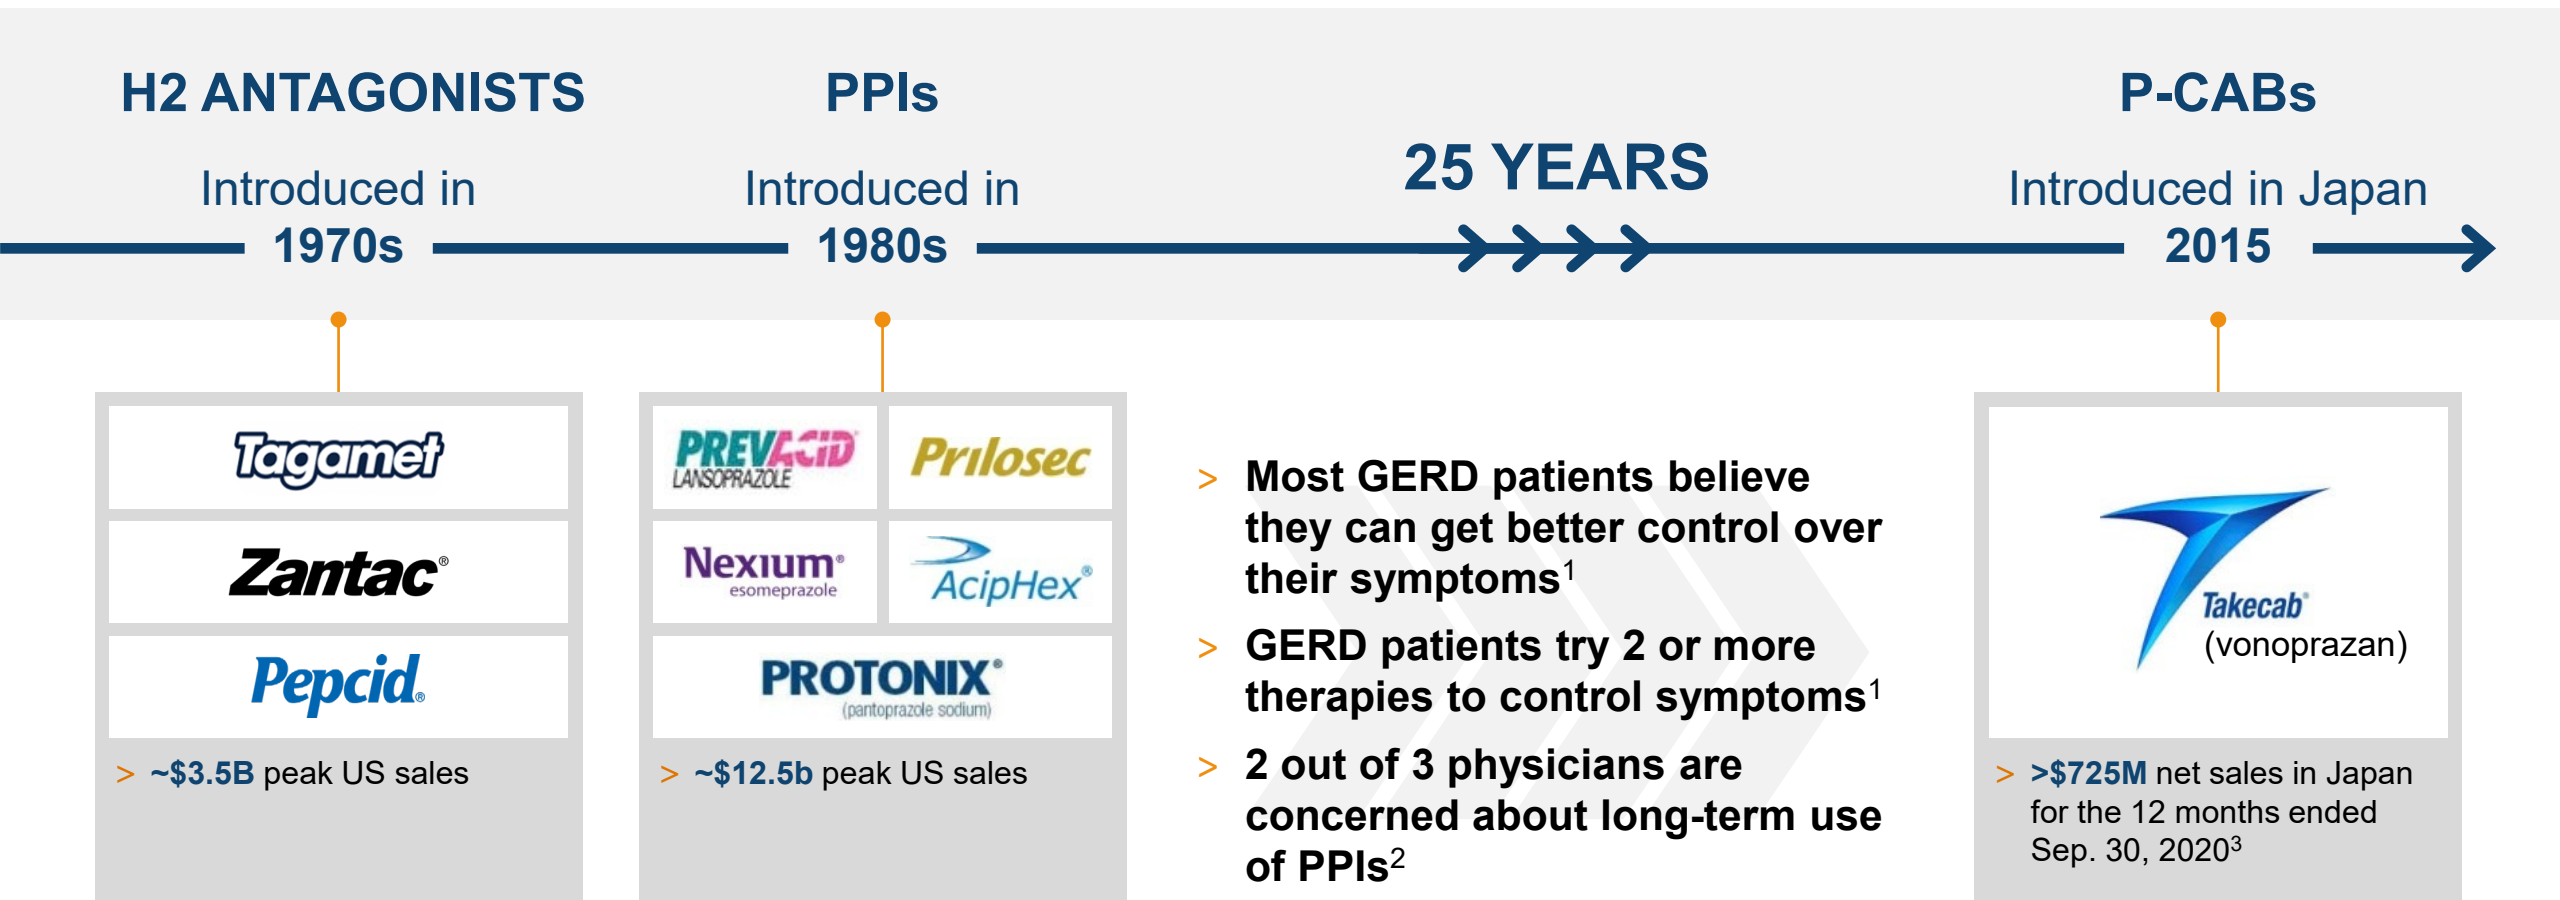 H2 ANTAGONISTS
Introduced in
1970s
PPIs
Introduced in
1980s
25 YEARS
P-CABs
Introduced in Japan
2015
Tagamet
Zantac®
Pepcid®
> ~$3.5B peak US sales
PREVACID®
LANSOPRAZOLE
Prilosec
Nexium®
esomeprazole
AcipHex®
PROTONIX®
(pantoprazole sodium)
> ~$12.5b peak US sales
> Most GERD patients believe
they can get better control over
their symptoms¹
> GERD patients try 2 or more
therapies to control symptoms¹
> 2 out of 3 physicians are
concerned about long-term use
of PPIs²
Takecab®
(vonoprazan)
> >$725M net sales in Japan
for the 12 months ended
Sep. 30, 2020³